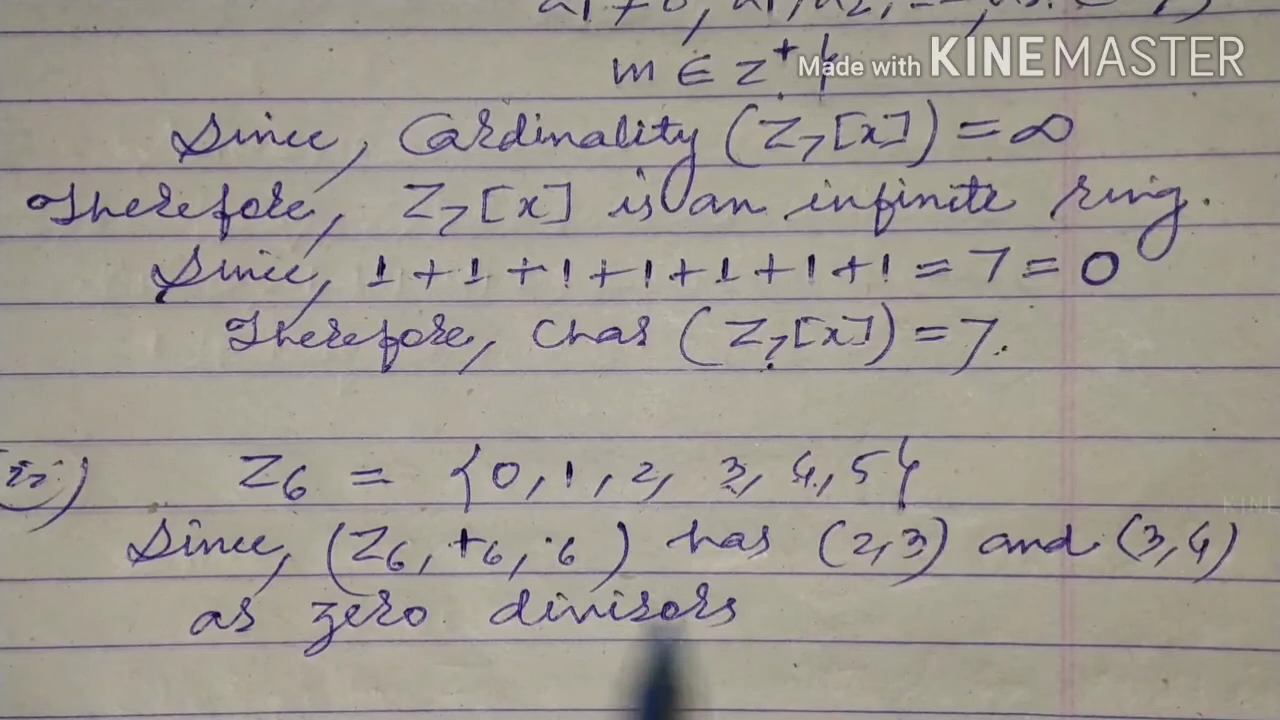 m ∈ Z⁺}
Made with KINEMASTER
Since, Cardinality (Z₇[x]) = ∞
Therefore, Z₇[x] is an infinite ring.
Since, 1+1+1+1+1+1+1 = 7 = 0
Therefore, char (Z₇[x]) = 7.
Z₆ = {0, 1, 2, 3, 4, 5}
Since, (Z₆, +₆, ·₆) has (2,3) and (3,4)
as zero divisors